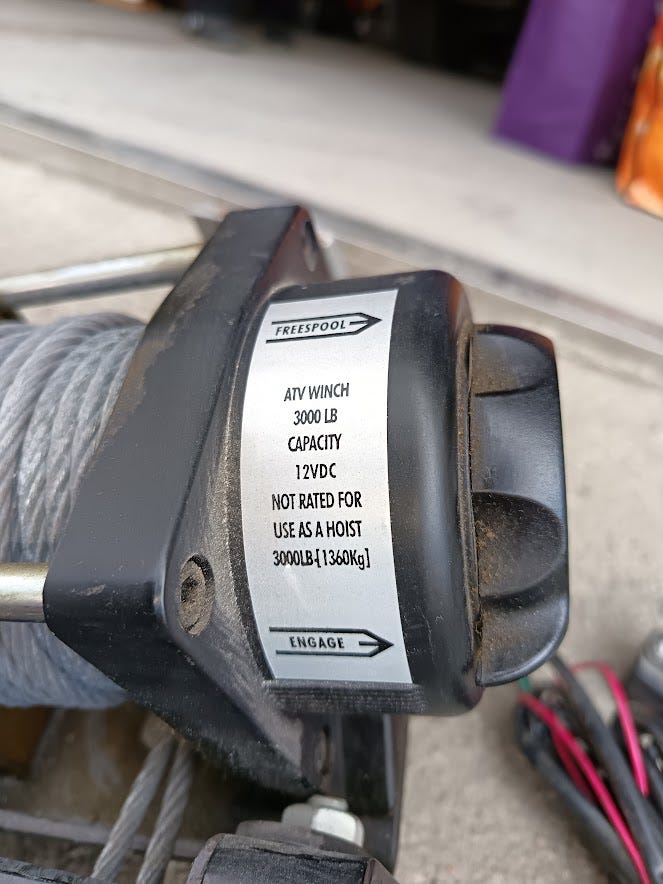 FREESPOOL
ATV WINCH
3000 LB
CAPACITY
12VDC
NOT RATED FOR
USE AS A HOIST
3000LB-[1360Kg]
ENGAGE